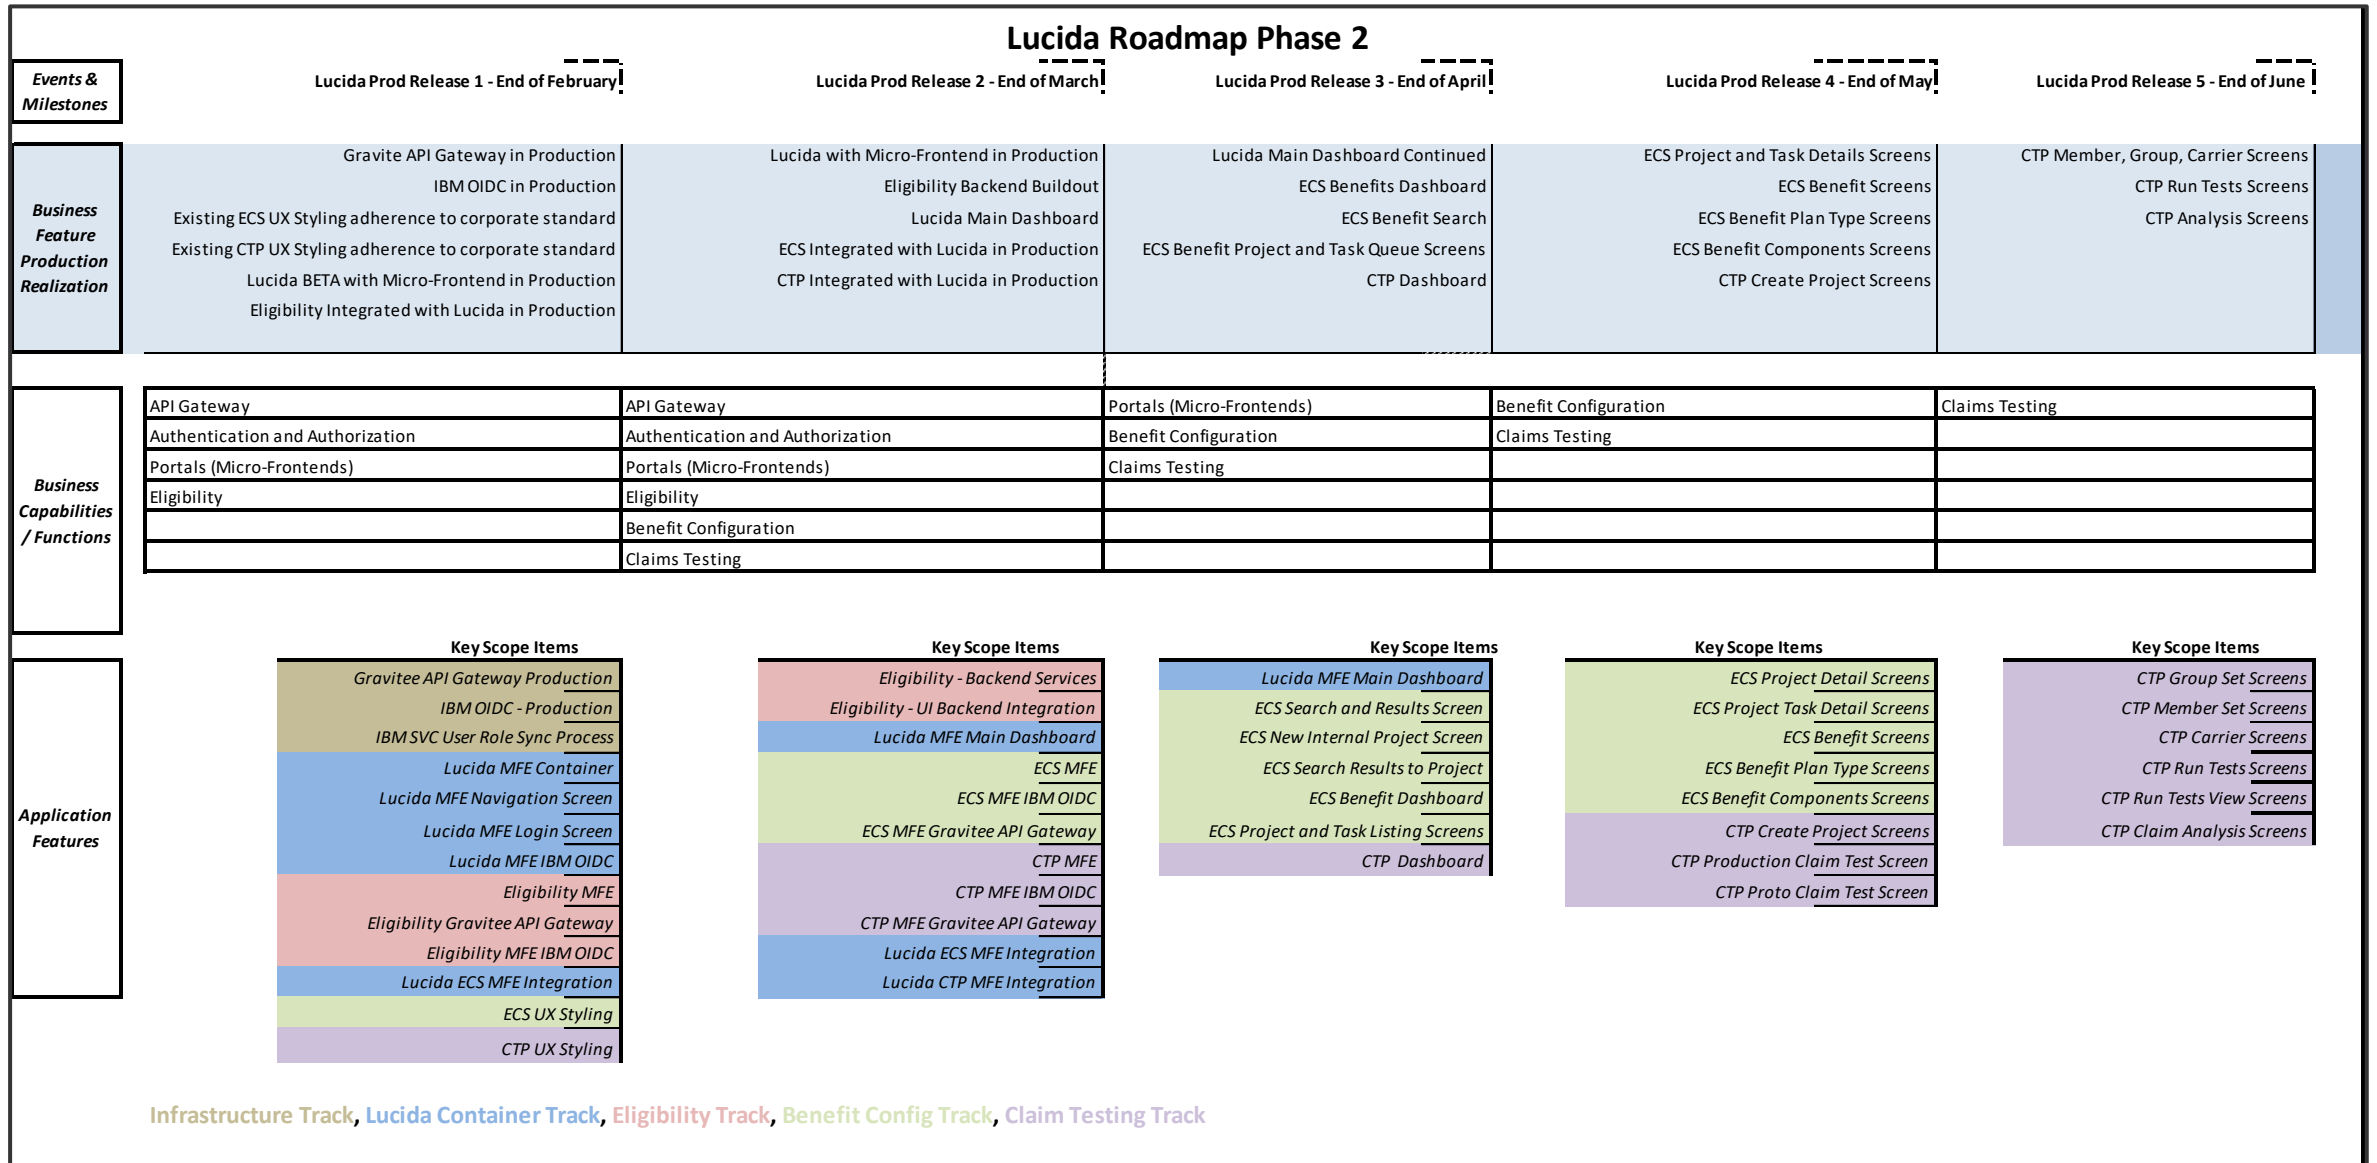 Lucida Roadmap Phase 2
Events &
Milestones
Lucida Prod Release 1 - End of February
Lucida Prod Release 2 - End of March
Lucida Prod Release 3 - End of April
Lucida Prod Release 4 - End of May
Lucida Prod Release 5 - End of June
Business
Feature
Production
Realization
Gravite API Gateway in Production
IBM OIDC in Production
Existing ECS UX Styling adherence to corporate standard
Existing CTP UX Styling adherence to corporate standard
Lucida BETA with Micro-Frontend in Production
Eligibility Integrated with Lucida in Production
Lucida with Micro-Frontend in Production
Eligibility Backend Buildout
Lucida Main Dashboard
ECS Integrated with Lucida in Production
CTP Integrated with Lucida in Production
Lucida Main Dashboard Continued
ECS Benefits Dashboard
ECS Benefit Search
ECS Benefit Project and Task Queue Screens
CTP Dashboard
ECS Project and Task Details Screens
ECS Benefit Screens
ECS Benefit Plan Type Screens
ECS Benefit Components Screens
CTP Create Project Screens
CTP Member, Group, Carrier Screens
CTP Run Tests Screens
CTP Analysis Screens
Business
Capabilities
/ Functions
API Gateway
Authentication and Authorization
Portals (Micro-Frontends)
Eligibility
API Gateway
Authentication and Authorization
Portals (Micro-Frontends)
Eligibility
Benefit Configuration
Claims Testing
Portals (Micro-Frontends)
Benefit Configuration
Claims Testing
Benefit Configuration
Claims Testing
Claims Testing
Application
Features
Key Scope Items
Gravitee API Gateway Production
IBM OIDC - Production
IBM SVC User Role Sync Process
Lucida MFE Container
Lucida MFE Navigation Screen
Lucida MFE Login Screen
Lucida MFE IBM OIDC
Eligibility MFE
Eligibility Gravitee API Gateway
Eligibility MFE IBM OIDC
Lucida ECS MFE Integration
ECS UX Styling
CTP UX Styling
Key Scope Items
Eligibility - Backend Services
Eligibility - UI Backend Integration
Lucida MFE Main Dashboard
ECS MFE
ECS MFE IBM OIDC
ECS MFE Gravitee API Gateway
CTP MFE
CTP MFE IBM OIDC
CTP MFE Gravitee API Gateway
Lucida ECS MFE Integration
Lucida CTP MFE Integration
Key Scope Items
Lucida MFE Main Dashboard
ECS Search and Results Screen
ECS New Internal Project Screen
ECS Search Results to Project
ECS Benefit Dashboard
ECS Project and Task Listing Screens
CTP Dashboard
Key Scope Items
ECS Project Detail Screens
ECS Project Task Detail Screens
ECS Benefit Screens
ECS Benefit Plan Type Screens
ECS Benefit Components Screens
CTP Create Project Screens
CTP Production Claim Test Screen
CTP Proto Claim Test Screen
Key Scope Items
CTP Group Set Screens
CTP Member Set Screens
CTP Carrier Screens
CTP Run Tests Screens
CTP Run Tests View Screens
CTP Claim Analysis Screens
Infrastructure Track, Lucida Container Track, Eligibility Track, Benefit Config Track, Claim Testing Track